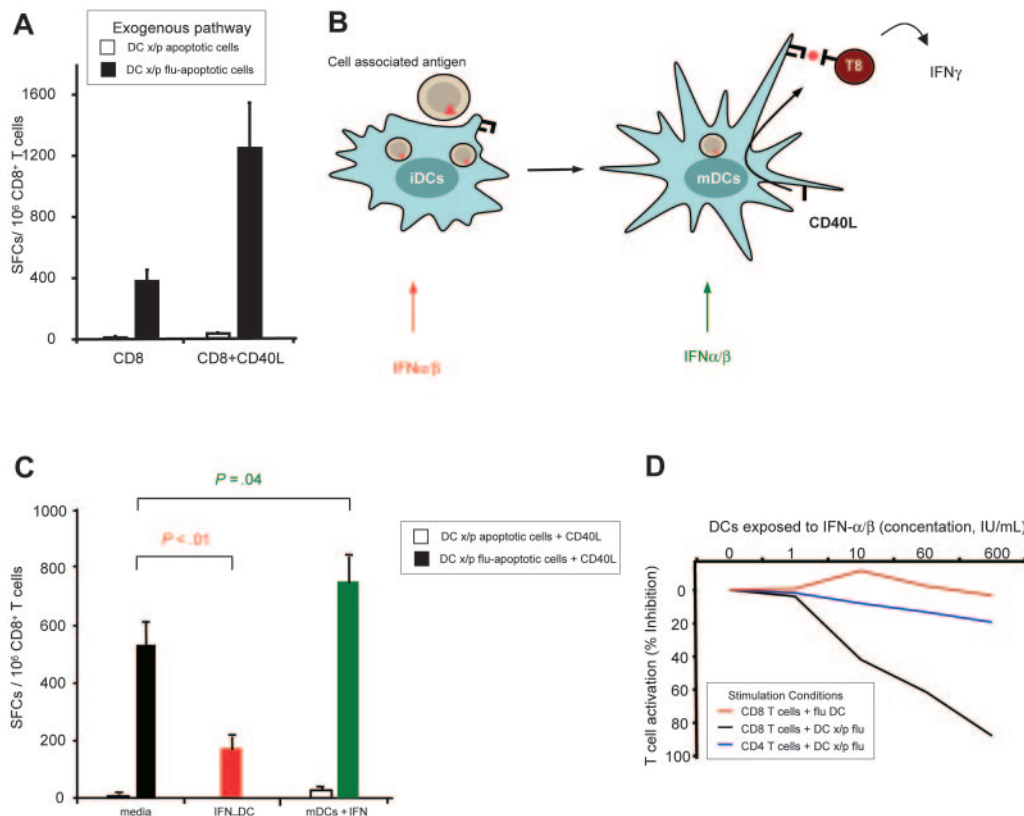 A
Exogenous pathway
DC x/p apoptotic cells
DC x/p flu-apoptotic cells
SFCs/ 10⁶ CD8⁺ T cells
1600
1200
800
400
0
CD8
CD8+CD40L
B
Cell associated antigen
iDCs
mDCs
T8
IFNγ
CD40L
IFNα/β
IFNα/β
C
P = .04
P < .01
SFCs / 10⁶ CD8⁺ T cells
1000
800
600
400
200
0
media
IFN_DC
mDCs + IFN
DC x/p apoptotic cells + CD40L
DC x/p flu-apoptotic cells + CD40L
D
DCs exposed to IFN-α/β (concentation, IU/mL)
0
1
10
60
600
T cell activation (% Inhibition)
0
20
40
60
80
100
Stimulation Conditions
CD8 T cells + flu DC
CD8 T cells + DC x/p flu
CD4 T cells + DC x/p flu